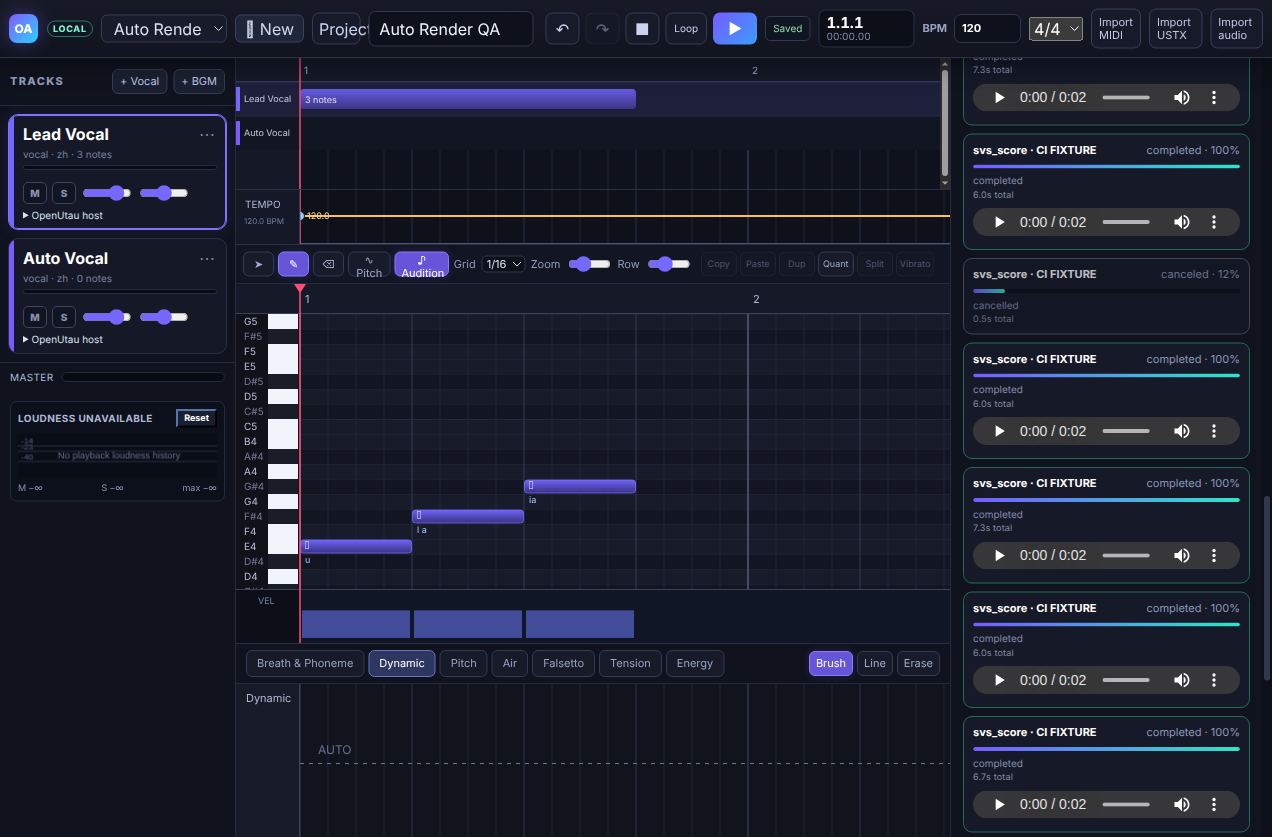 OA LOCAL Auto Rende New Project Auto Render QA ↶ ↷ Loop Saved 1.1.1 00:00.00 BPM 120 4/4 Import MIDI Import USTX Import audio
TRACKS + Vocal + BGM
Lead Vocal ···
vocal · zh · 3 notes
M S
OpenUtau host
Auto Vocal ···
vocal · zh · 0 notes
M S
OpenUtau host
MASTER
LOUDNESS UNAVAILABLE Reset
-14
-23
-40
No playback loudness history
M −∞ S −∞ max −∞
1 2
Lead Vocal 3 notes
Auto Vocal
TEMPO
120.0 BPM
120.0
Pitch Audition Grid 1/16 Zoom Row Copy Paste Dup Quant Split Vibrato
1 2
G5
F#5
F5
E5
D#5
D5
C#5
C5
B4
A#4
A4
G#4
ia
G4
F#4
l a
F4
E4
u
D#4
D4
VEL
Breath & Phoneme Dynamic Pitch Air Falsetto Tension Energy Brush Line Erase
Dynamic
AUTO
completed
7.3s total
0:00 / 0:02
svs_score · CI FIXTURE completed · 100%
completed
6.0s total
0:00 / 0:02
svs_score · CI FIXTURE canceled · 12%
cancelled
0.5s total
svs_score · CI FIXTURE completed · 100%
completed
6.0s total
0:00 / 0:02
svs_score · CI FIXTURE completed · 100%
completed
7.3s total
0:00 / 0:02
svs_score · CI FIXTURE completed · 100%
completed
6.0s total
0:00 / 0:02
svs_score · CI FIXTURE completed · 100%
completed
6.7s total
0:00 / 0:02